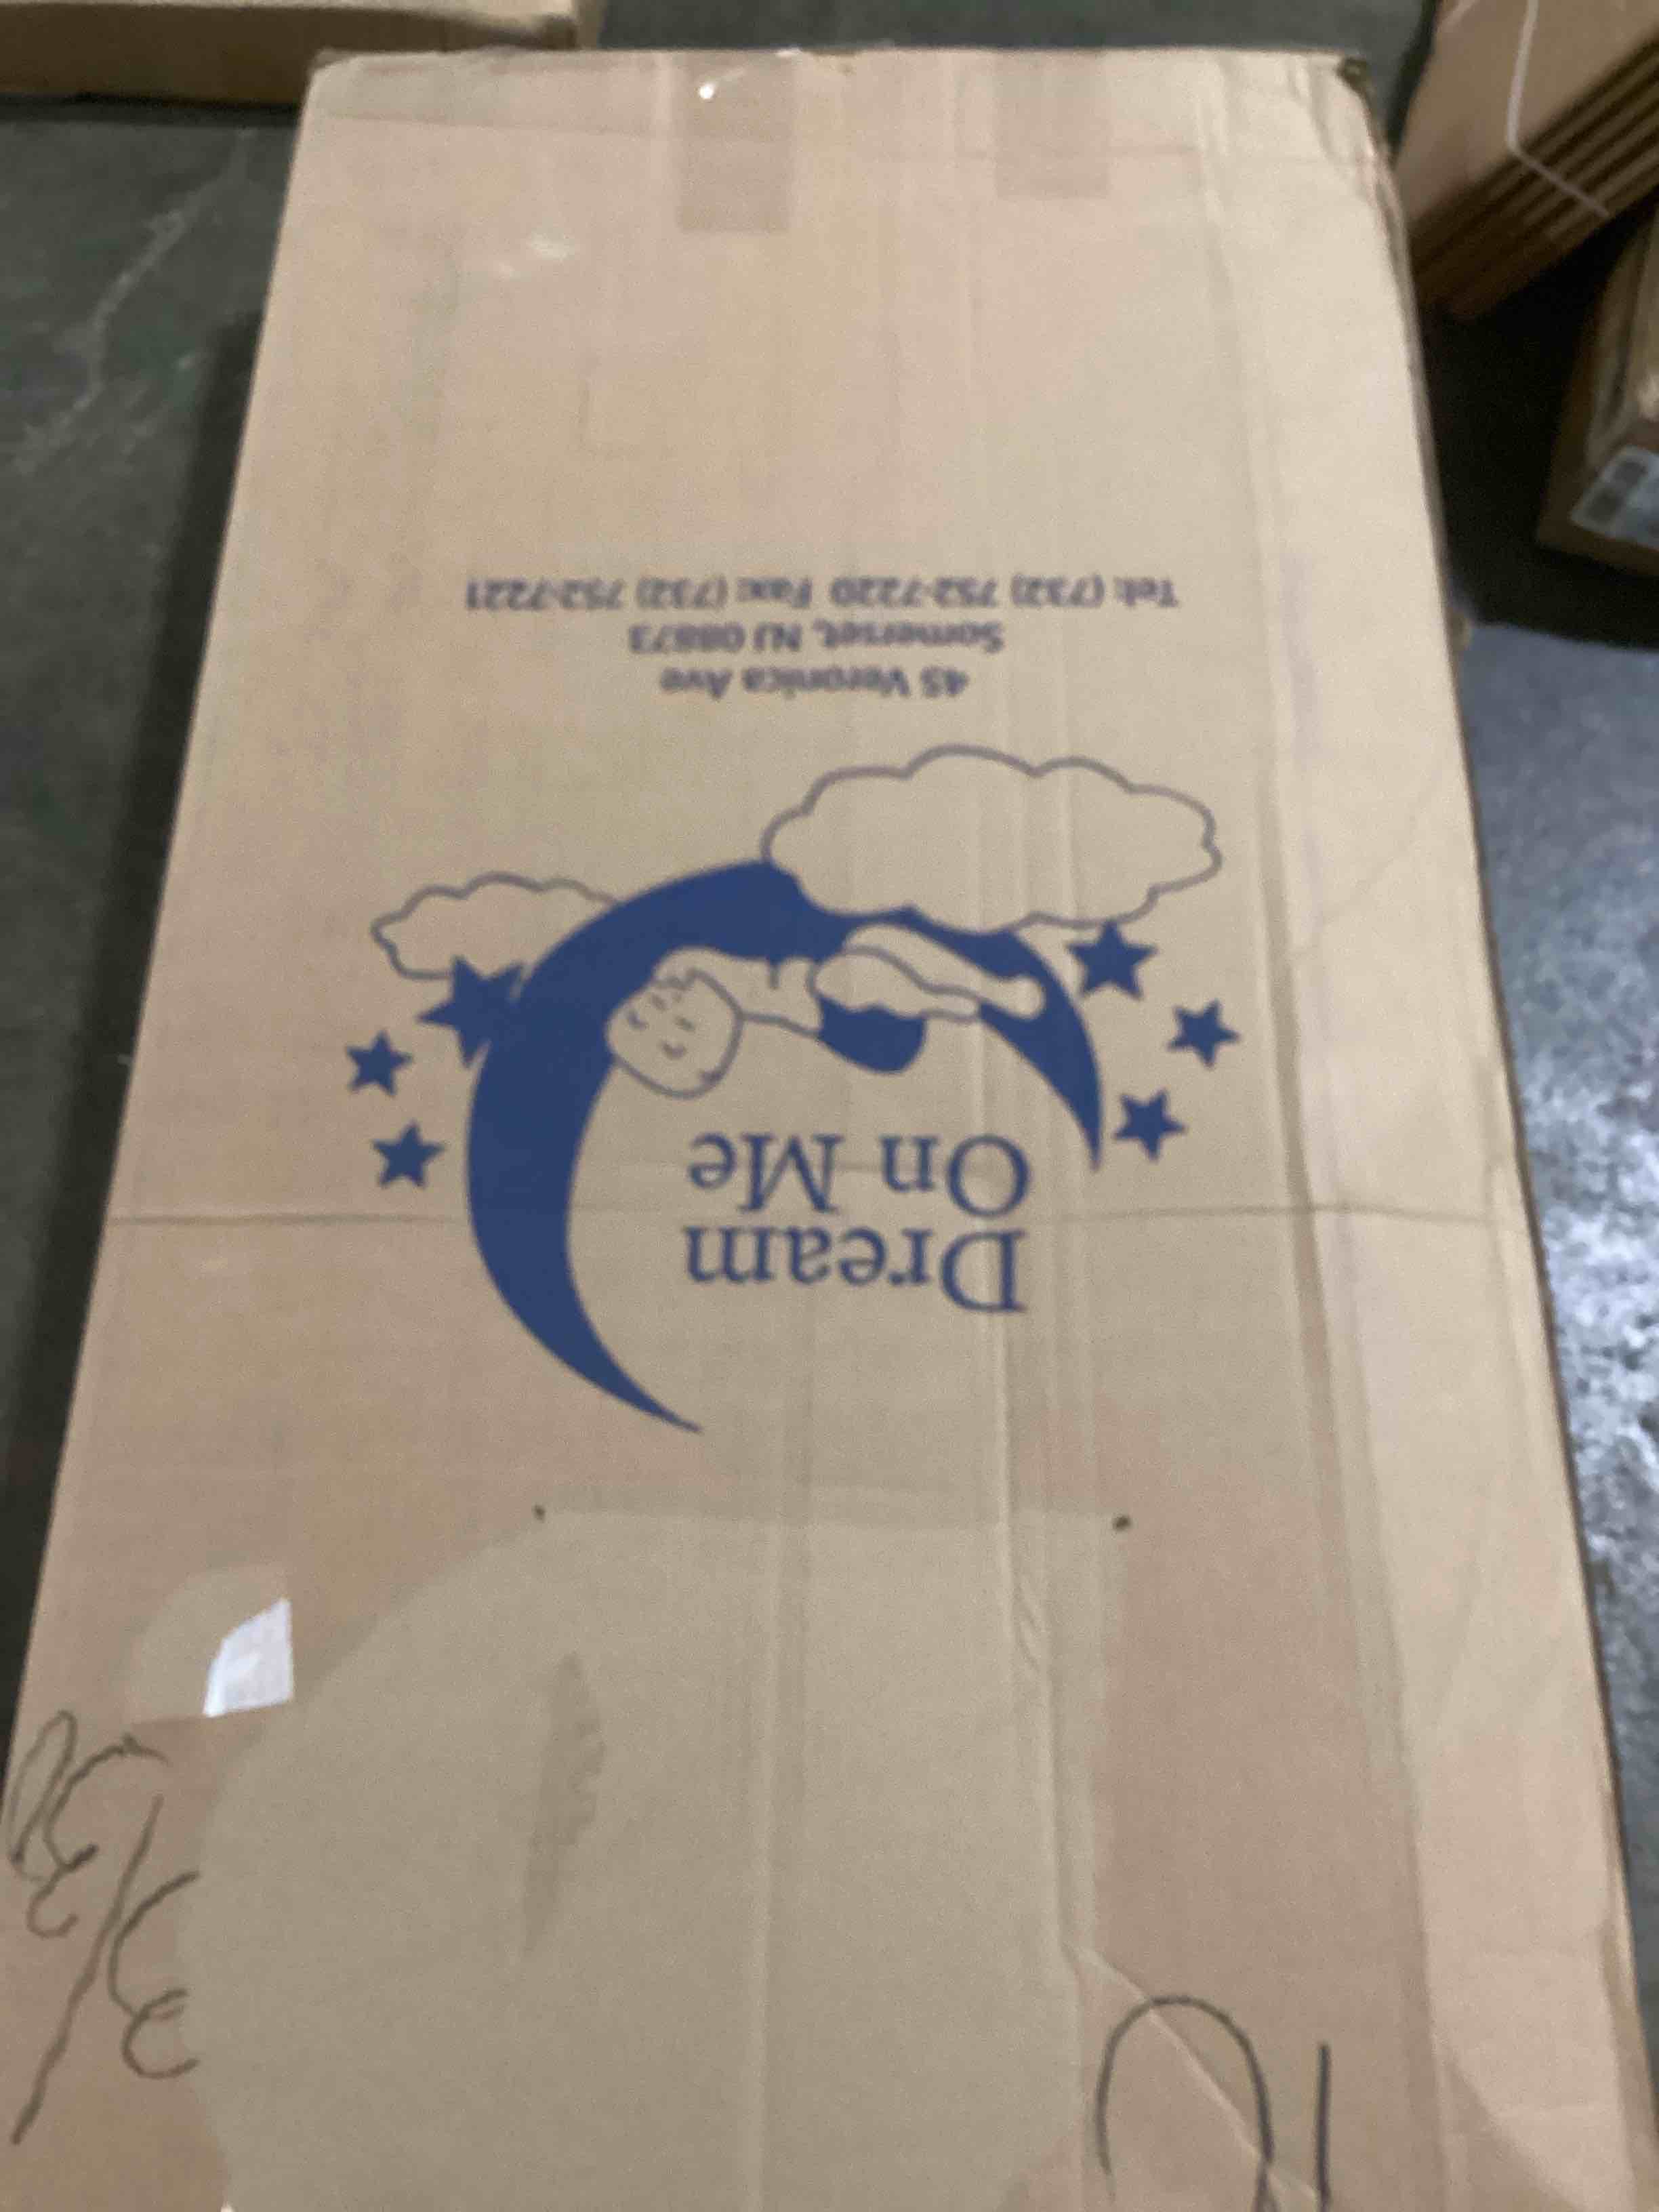 Dream
On Me
45 Veronica Ave
Somerset, NJ 08873
Tel: (732) 752-7220 Fax: (732) 752-7221